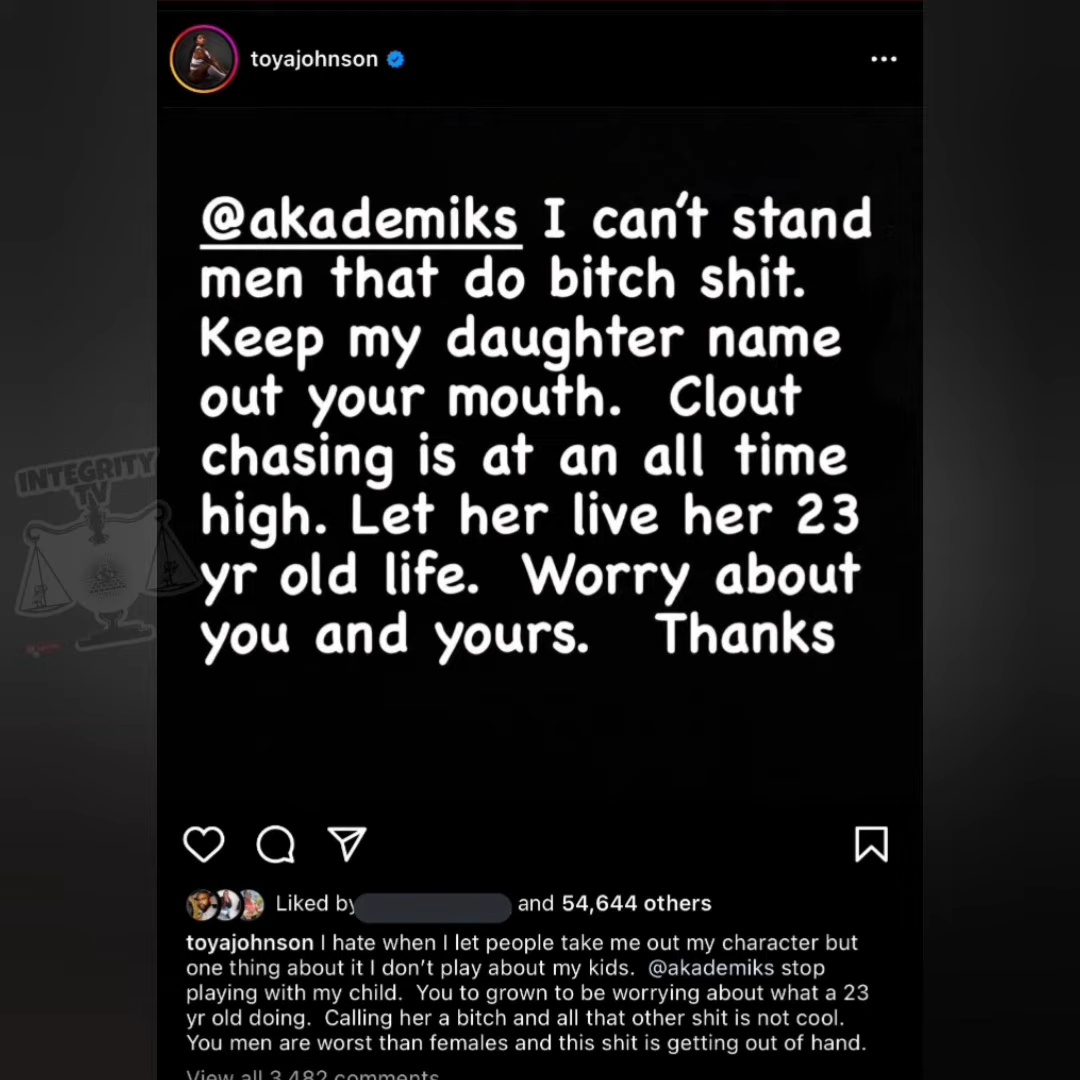 toyajohnson
@akademiks I can't stand
men that do bitch shit.
Keep my daughter name
out your mouth. Clout
chasing is at an all time
high. Let her live her 23
yr old life. Worry about
you and yours. Thanks
INTEGRITY
TV
Liked by and 54,644 others
toyajohnson I hate when I let people take me out my character but
one thing about it I don't play about my kids. @akademiks stop
playing with my child. You to grown to be worrying about what a 23
yr old doing. Calling her a bitch and all that other shit is not cool.
You men are worst than females and this shit is getting out of hand.
View all 3,482 comments